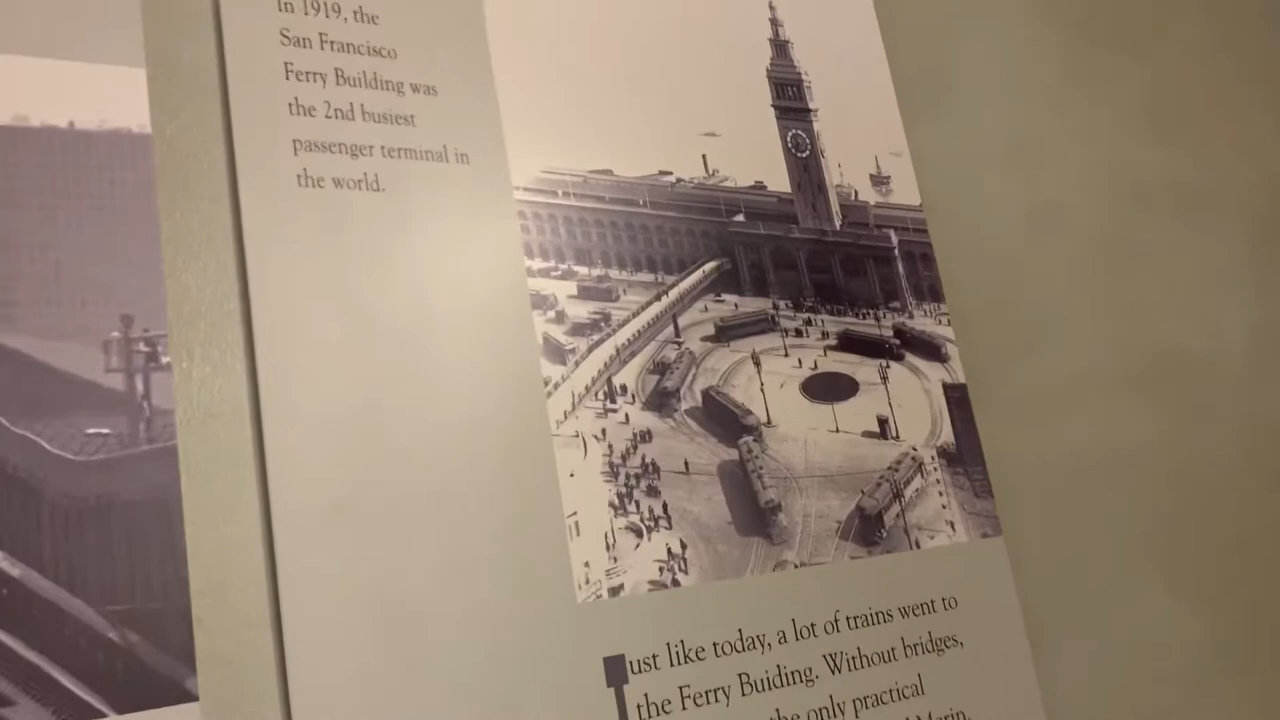 In 1919, the
San Francisco
Ferry Building was
the 2nd busiest
passenger terminal in
the world.
Just like today, a lot of trains went to
the Ferry Buiding. Without bridges,
the only practical
Marin,